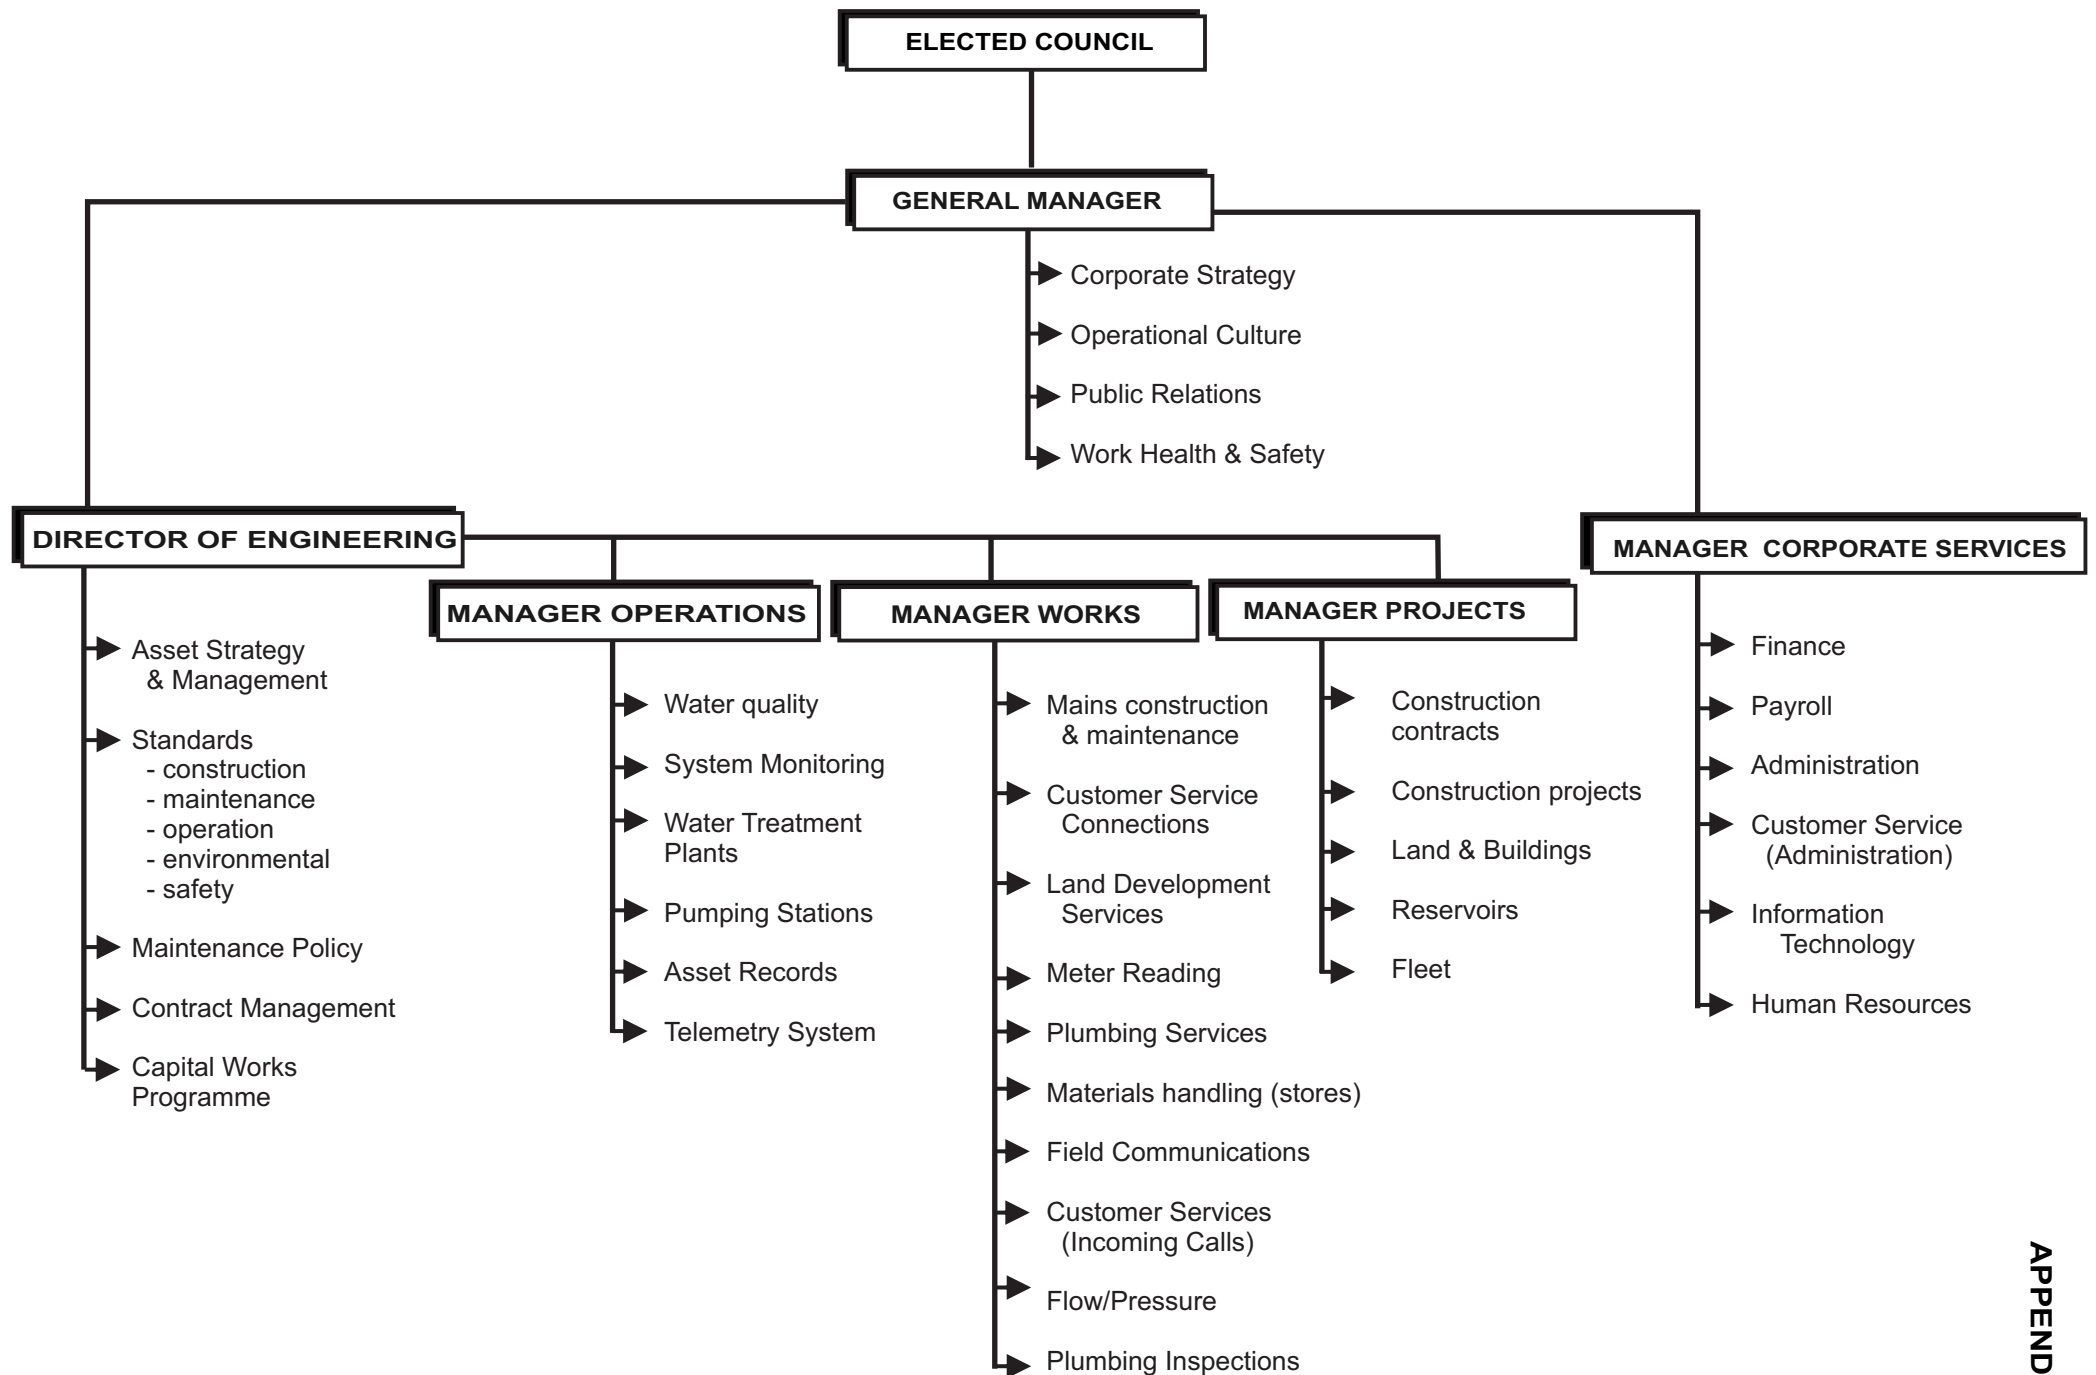 ELECTED COUNCIL
GENERAL MANAGER
Corporate Strategy
Operational Culture
Public Relations
Work Health & Safety
DIRECTOR OF ENGINEERING
Asset Strategy
& Management
Standards
- construction
- maintenance
- operation
- environmental
- safety
Maintenance Policy
Contract Management
Capital Works
Programme
MANAGER OPERATIONS
Water quality
System Monitoring
Water Treatment
Plants
Pumping Stations
Asset Records
Telemetry System
MANAGER WORKS
Mains construction
& maintenance
Customer Service
Connections
Land Development
Services
Meter Reading
Plumbing Services
Materials handling (stores)
Field Communications
Customer Services
(Incoming Calls)
Flow/Pressure
Plumbing Inspections
MANAGER PROJECTS
Construction
contracts
Construction projects
Land & Buildings
Reservoirs
Fleet
MANAGER CORPORATE SERVICES
Finance
Payroll
Administration
Customer Service
(Administration)
Information
Technology
Human Resources
APPEND